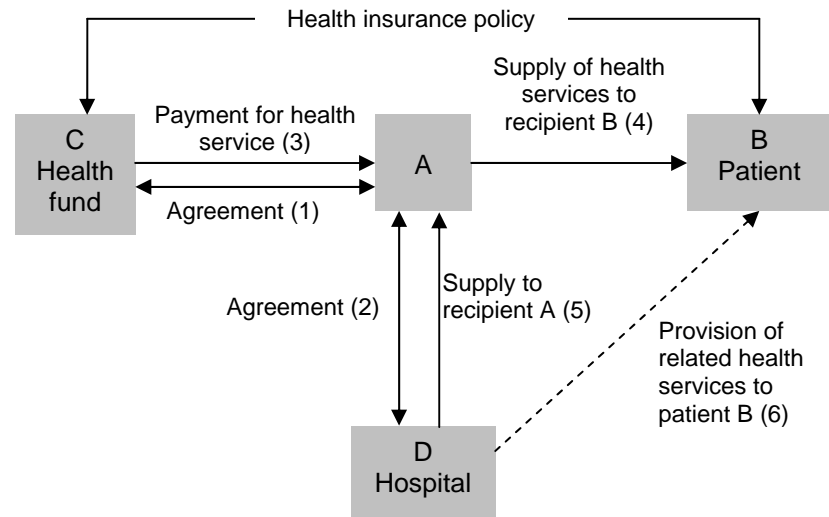 Health insurance policy
Supply of health
services to
recipient B (4)
Payment for health
service (3)
C
Health
fund
A
B
Patient
Agreement (1)
Agreement (2)
Supply to
recipient A (5)
Provision of
related health
services to
patient B (6)
D
Hospital